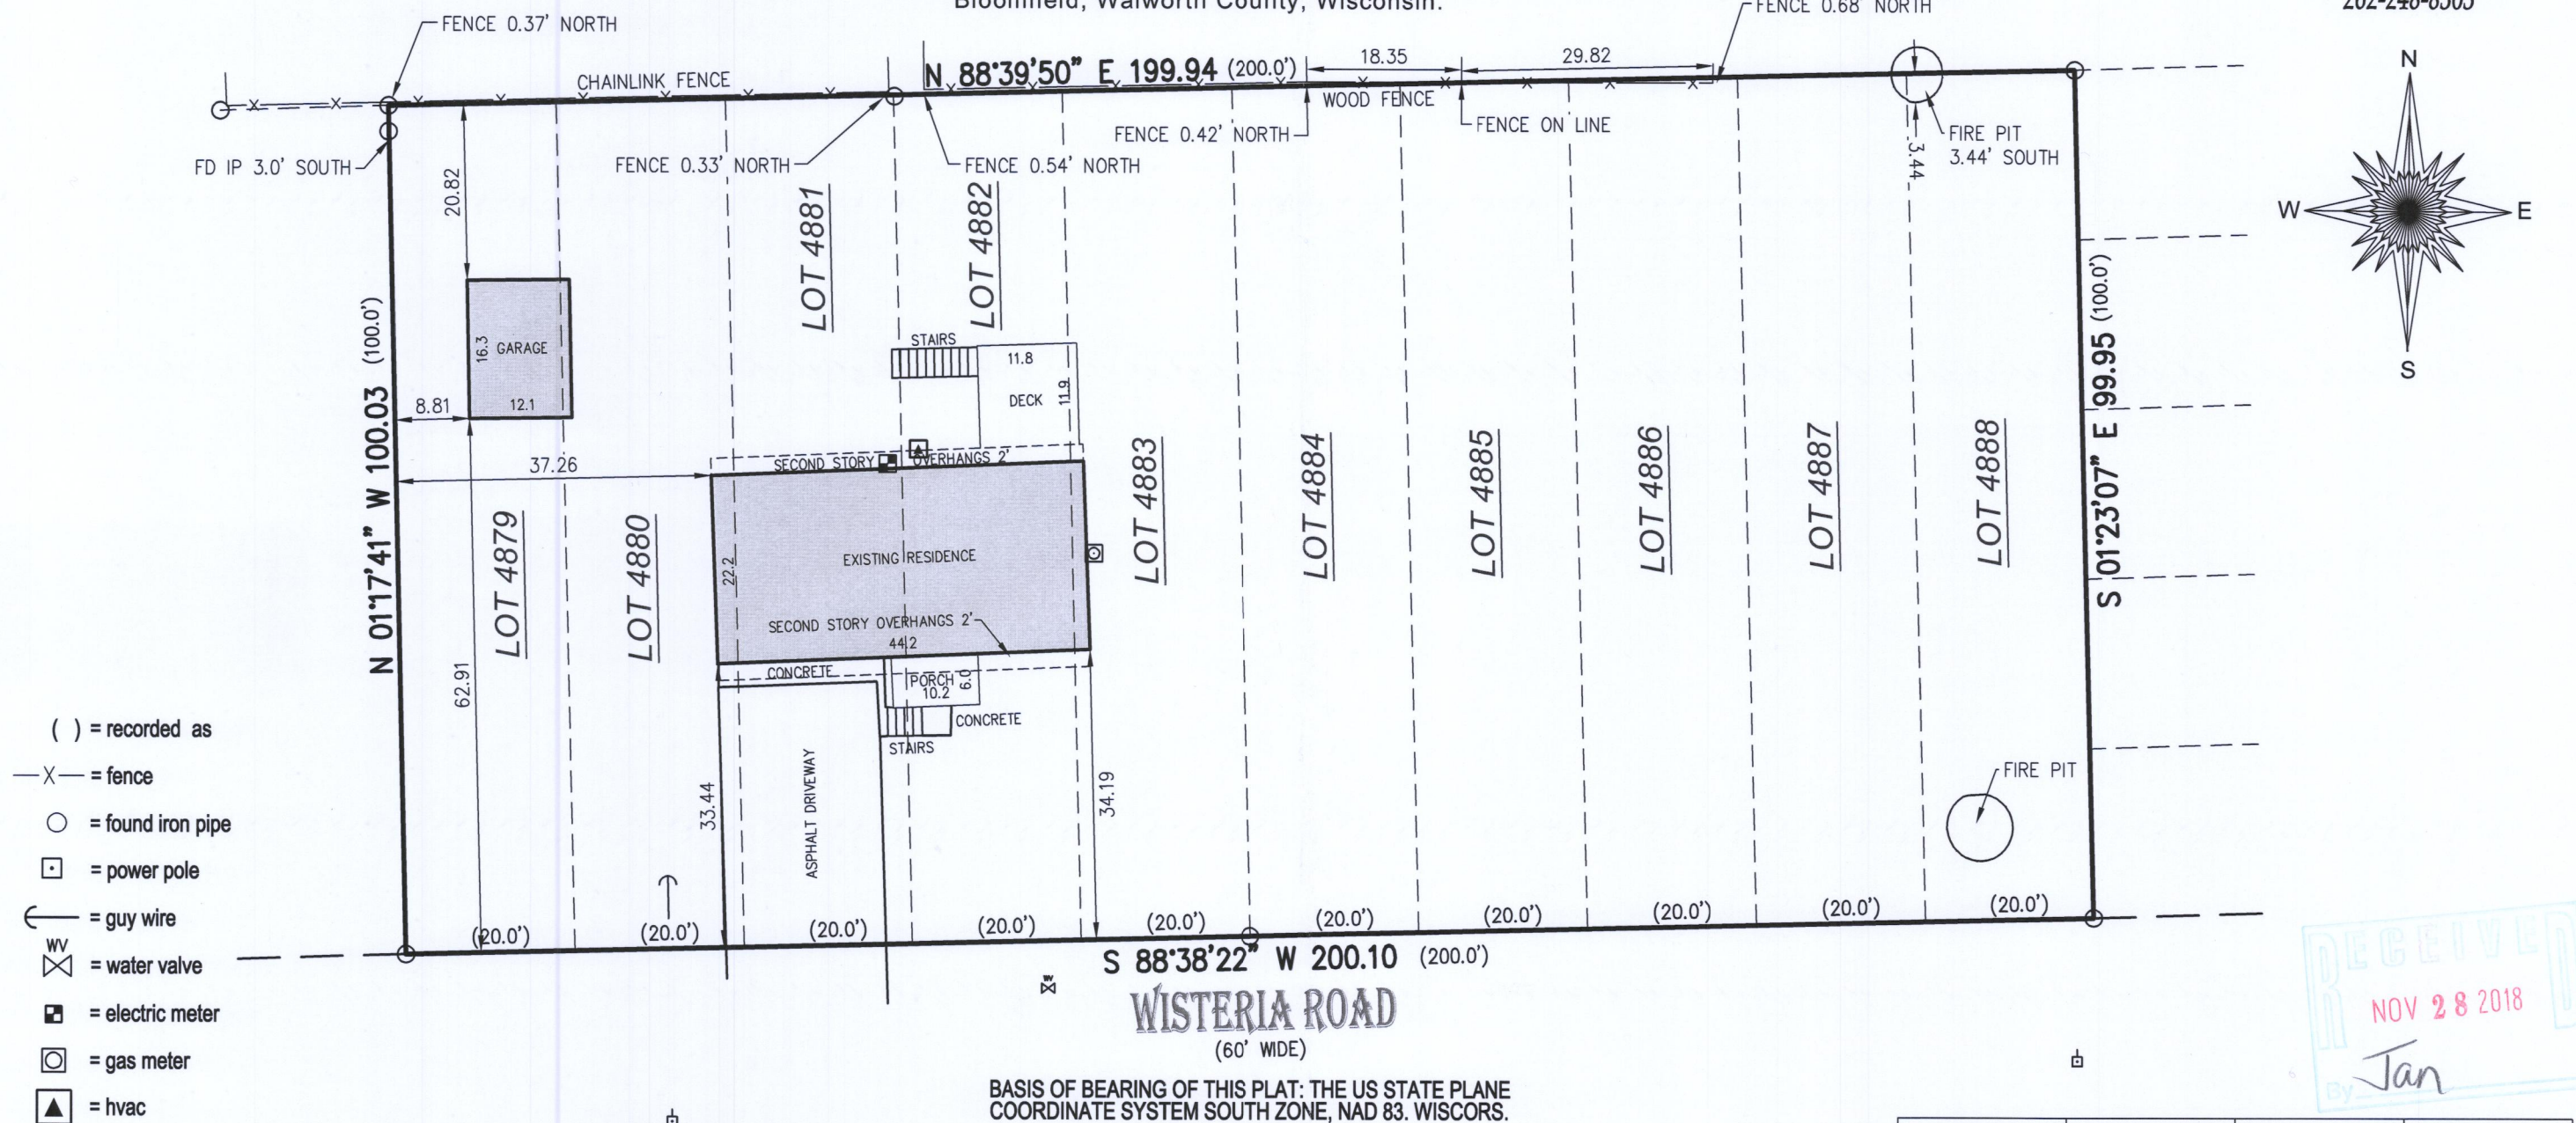 Bloomfield, Walworth County, Wisconsin.
262-248-8505
FENCE 0.37' NORTH
FENCE 0.68' NORTH
CHAINLINK FENCE
N 88°39'50" E 199.94 (200.0')
18.35
29.82
WOOD FENCE
FD IP 3.0' SOUTH
FENCE 0.33' NORTH
FENCE 0.54' NORTH
FENCE 0.42' NORTH
FENCE ON LINE
FIRE PIT
3.44' SOUTH
3.44
N
W
E
S
20.82
LOT 4881
LOT 4882
16.3
GARAGE
12.1
8.81
STAIRS
11.8
11.9
DECK
N 01°17'41" W 100.03 (100.0')
S 01°23'07" E 99.95 (100.0')
37.26
SECOND STORY OVERHANGS 2'
LOT 4879
LOT 4880
22.2
EXISTING RESIDENCE
SECOND STORY OVERHANGS 2'
44.2
LOT 4883
LOT 4884
LOT 4885
LOT 4886
LOT 4887
LOT 4888
CONCRETE
PORCH
10.2
6.0
CONCRETE
STAIRS
62.91
33.44
ASPHALT DRIVEWAY
34.19
FIRE PIT
( ) = recorded as
X = fence
= found iron pipe
= power pole
= guy wire
WV
= water valve
= electric meter
= gas meter
= hvac
(20.0') (20.0') (20.0') (20.0') (20.0') (20.0') (20.0') (20.0') (20.0') (20.0')
S 88°38'22" W 200.10 (200.0')
WV
WISTERIA ROAD
(60' WIDE)
BASIS OF BEARING OF THIS PLAT: THE US STATE PLANE
COORDINATE SYSTEM SOUTH ZONE, NAD 83. WISCORS.
RECEIVED
NOV 28 2018
By Jan